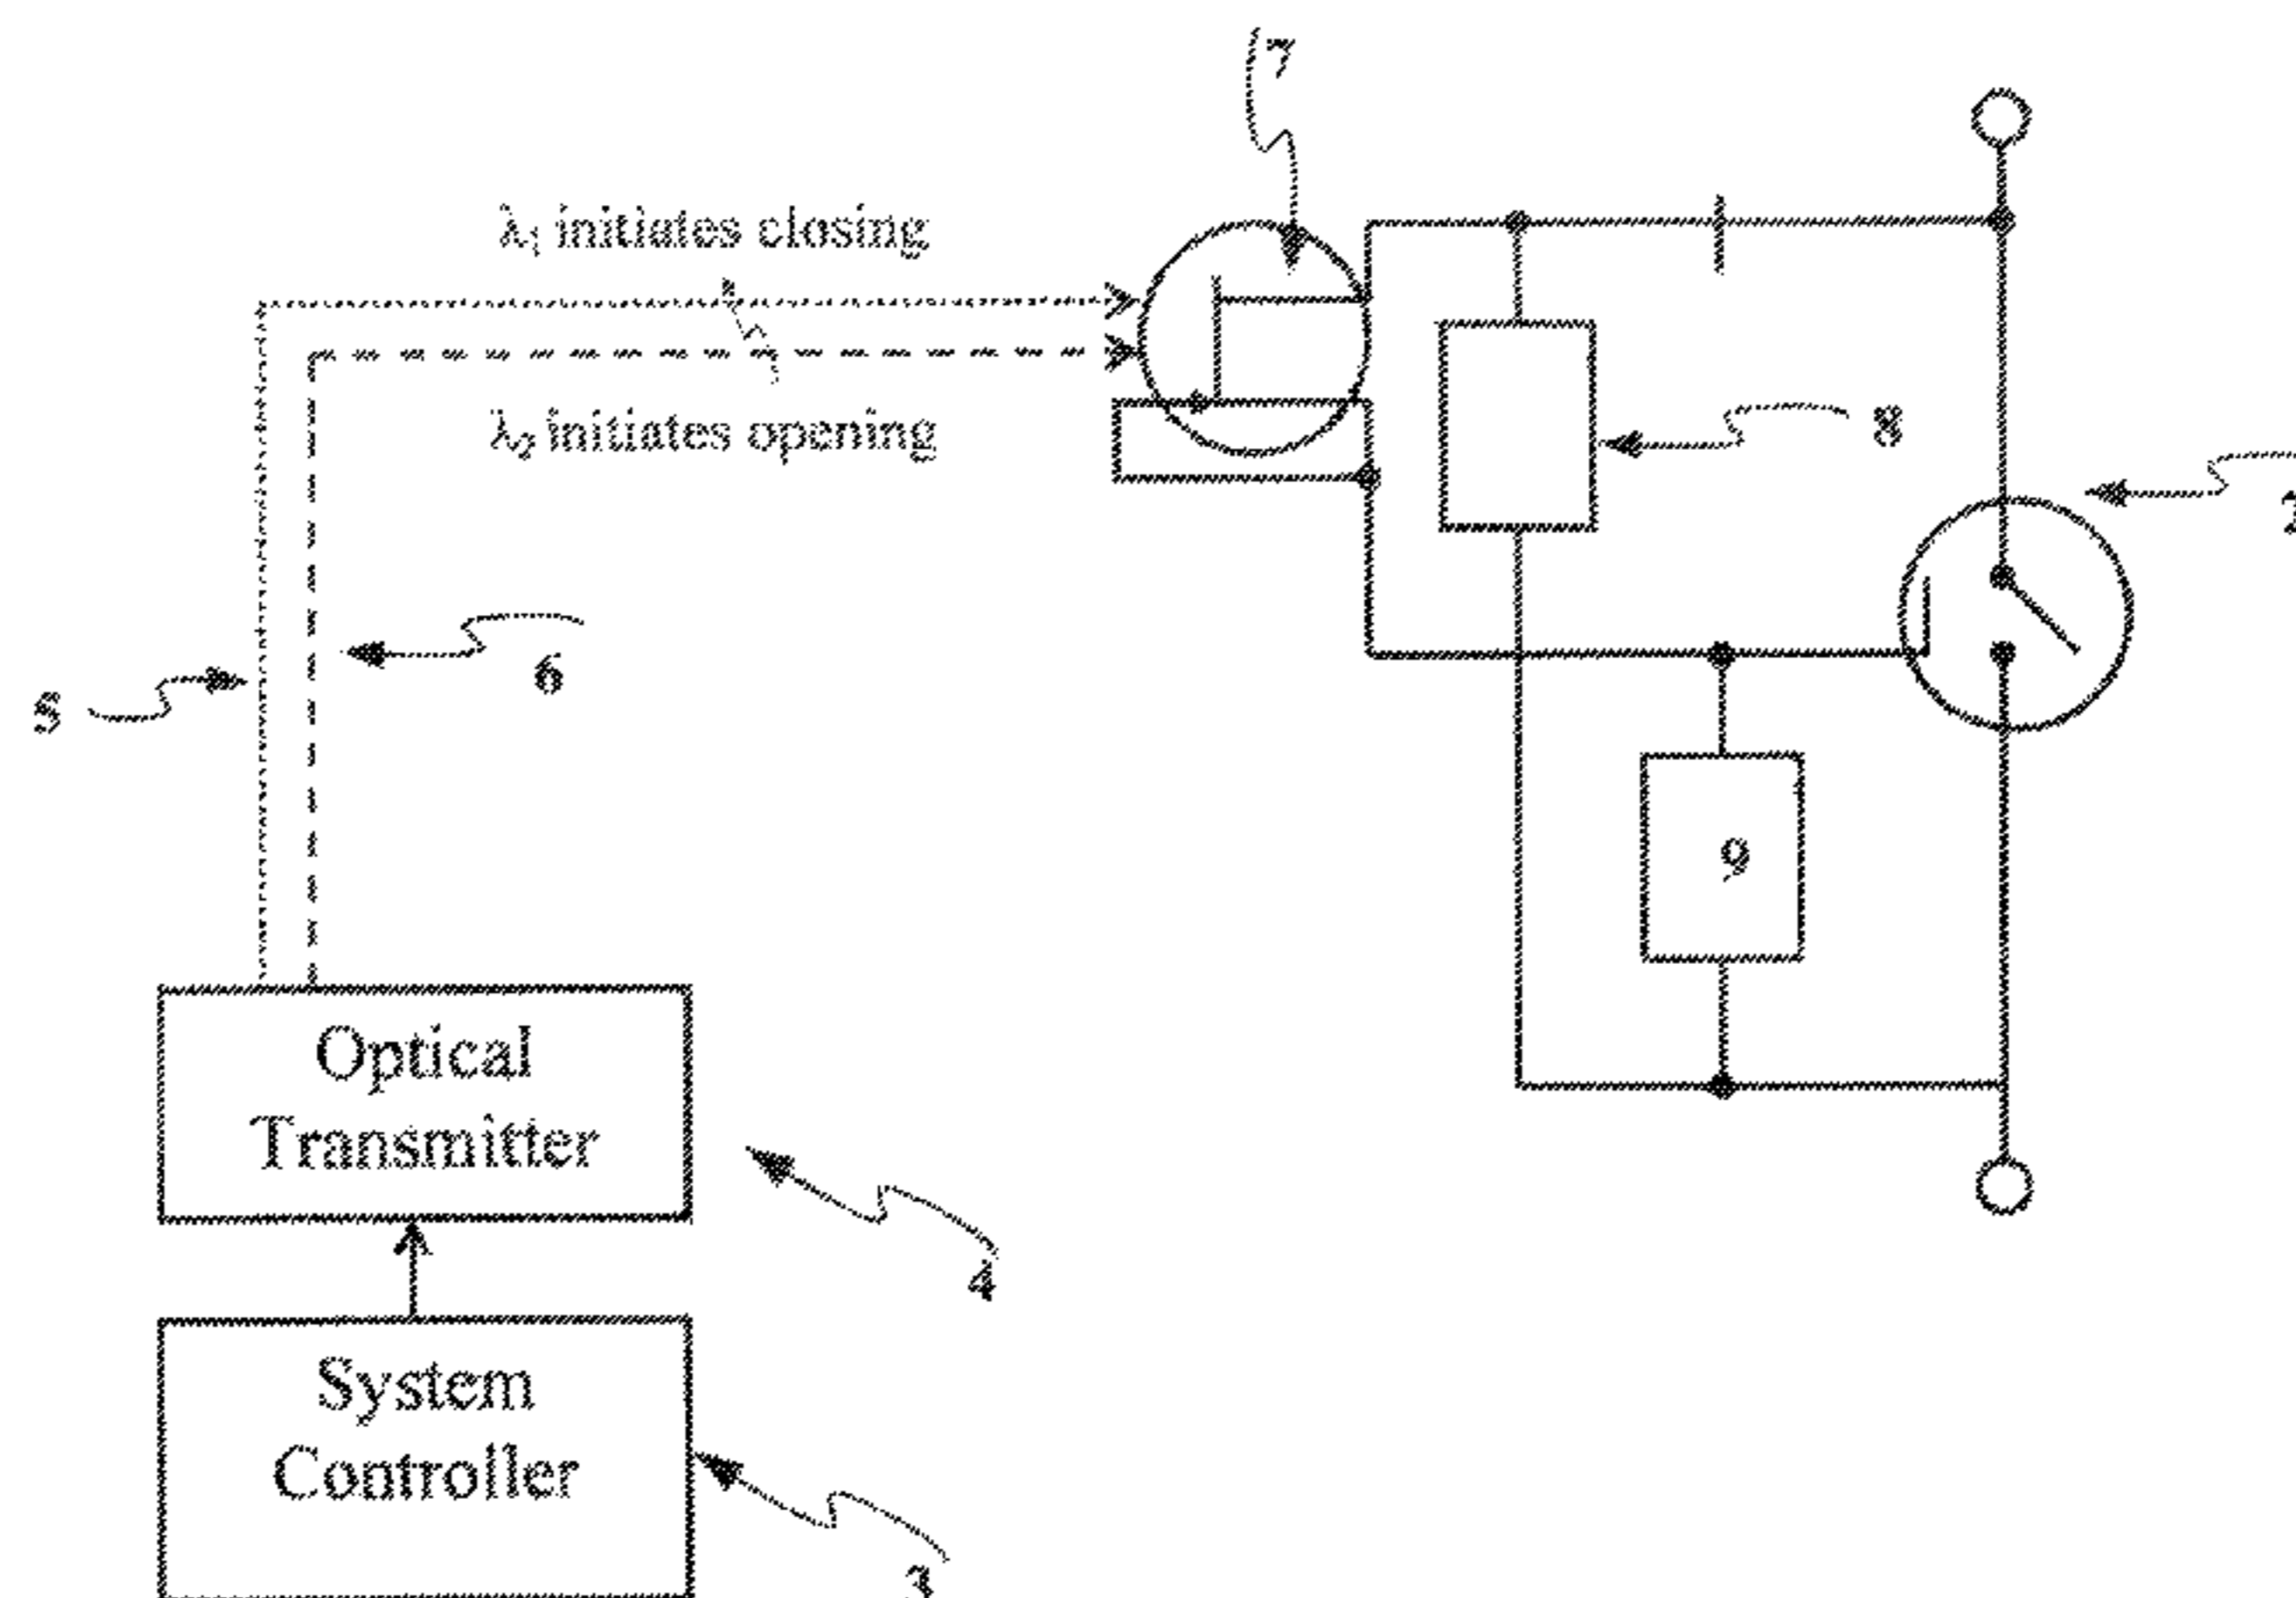 7
λ₁ initiates closing
λ₂ initiates opening
8
2
6
5
9
Optical
Transmitter
4
System
Controller
3